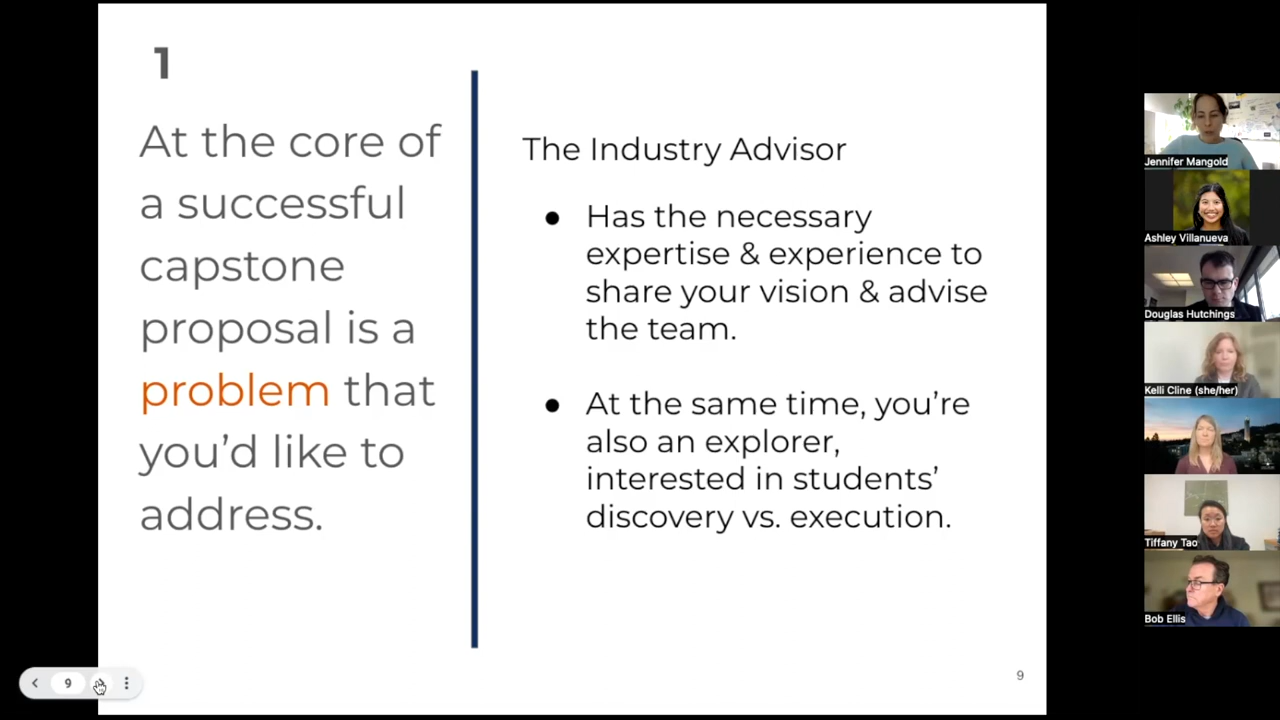 1
At the core of
a successful
capstone
proposal is a
problem that
you’d like to
address.
The Industry Advisor
● Has the necessary
expertise & experience to
share your vision & advise
the team.
● At the same time, you’re
also an explorer,
interested in students’
discovery vs. execution.
9
9
Jennifer Mangold
Ashley Villanueva
Douglas Hutchings
Kelli Cline (she/her)
Tiffany Tao
Bob Ellis